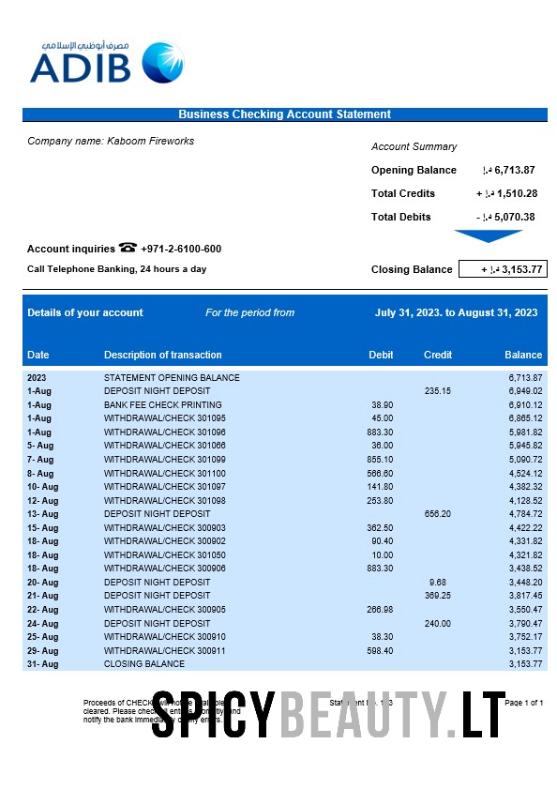 مصرف أبوظبي الإسلامي
ADIB
Business Checking Account Statement
Company name: Kaboom Fireworks
Account Summary
Opening Balance د.إ 6,713.87
Total Credits + د.إ 1,510.28
Total Debits - د.إ 5,070.38
Account inquiries ☎ +971-2-6100-600
Call Telephone Banking, 24 hours a day
Closing Balance + د.إ 3,153.77
Details of your account For the period from July 31, 2023. to August 31, 2023
Date Description of transaction Debit Credit Balance
2023 STATEMENT OPENING BALANCE 6,713.87
1-Aug DEPOSIT NIGHT DEPOSIT 235.15 6,949.02
1-Aug BANK FEE CHECK PRINTING 38.90 6,910.12
1-Aug WITHDRAWAL/CHECK 301095 45.00 6,865.12
1-Aug WITHDRAWAL/CHECK 301096 883.30 5,981.82
5- Aug WITHDRAWAL/CHECK 301066 36.00 5,945.82
7- Aug WITHDRAWAL/CHECK 301099 855.10 5,090.72
8- Aug WITHDRAWAL/CHECK 301100 566.60 4,524.12
10- Aug WITHDRAWAL/CHECK 301097 141.80 4,382.32
12- Aug WITHDRAWAL/CHECK 301098 253.80 4,128.52
13- Aug DEPOSIT NIGHT DEPOSIT 656.20 4,784.72
15- Aug WITHDRAWAL/CHECK 300903 362.50 4,422.22
18- Aug WITHDRAWAL/CHECK 300902 90.40 4,331.82
18- Aug WITHDRAWAL/CHECK 301050 10.00 4,321.82
18- Aug WITHDRAWAL/CHECK 300906 883.30 3,438.52
20- Aug DEPOSIT NIGHT DEPOSIT 9.68 3,448.20
21- Aug DEPOSIT NIGHT DEPOSIT 369.25 3,817.45
22- Aug WITHDRAWAL/CHECK 300905 266.98 3,550.47
24- Aug DEPOSIT NIGHT DEPOSIT 240.00 3,790.47
25- Aug WITHDRAWAL/CHECK 300910 38.30 3,752.17
29- Aug WITHDRAWAL/CHECK 300911 598.40 3,153.77
31- Aug CLOSING BALANCE 3,153.77
Proceeds of
cleared. Please
notify the bank
Page 1 of 1
SPICYBEAUTY.LT